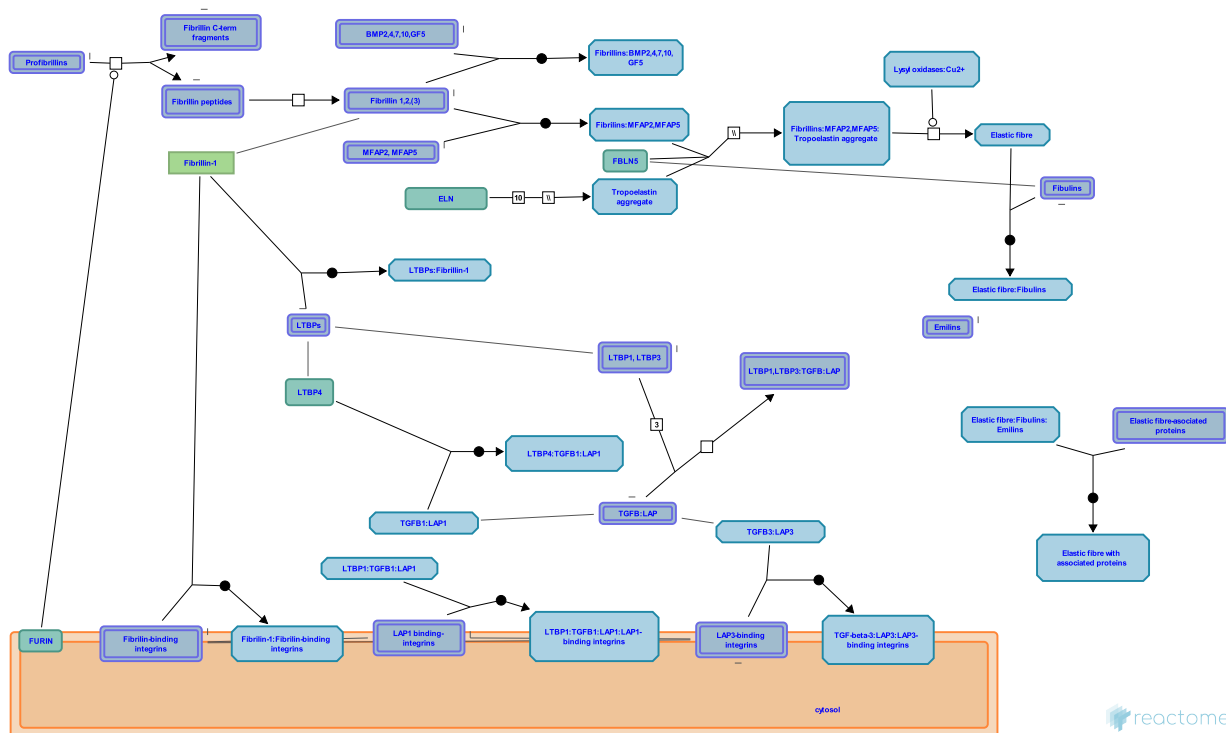 Fibrillin C-term
fragments
Profibrillins
Fibrillin peptides
BMP2,4,7,10,GF5
Fibrillins:BMP2,4,7,10,
GF5
Fibrillin 1,2,(3)
MFAP2, MFAP5
Fibrilins:MFAP2,MFAP5
Lysyl oxidases:Cu2+
\\
Fibrillins:MFAP2,MFAP5:
Tropoelastin aggregate
Elastic fibre
Fibrillin-1
FBLN5
ELN
10
\\
Tropoelastin
aggregate
Fibulins
LTBPs:Fibrillin-1
Elastic fibre:Fibulins
LTBPs
Emilins
LTBP1, LTBP3
LTBP1,LTBP3:TGFB:LAP
LTBP4
3
Elastic fibre:Fibulins:
Emilins
Elastic fibre-asociated
proteins
LTBP4:TGFB1:LAP1
TGFB1:LAP1
TGFB:LAP
TGFB3:LAP3
Elastic fibre with
associated proteins
LTBP1:TGFB1:LAP1
FURIN
Fibrilin-binding
integrins
Fibrilin-1:Fibrilin-binding
integrins
LAP1 binding-
integrins
LTBP1:TGFB1:LAP1:LAP1-
binding integrins
LAP3-binding
integrins
TGF-beta-3:LAP3:LAP3-
binding integrins
cytosol
reactome